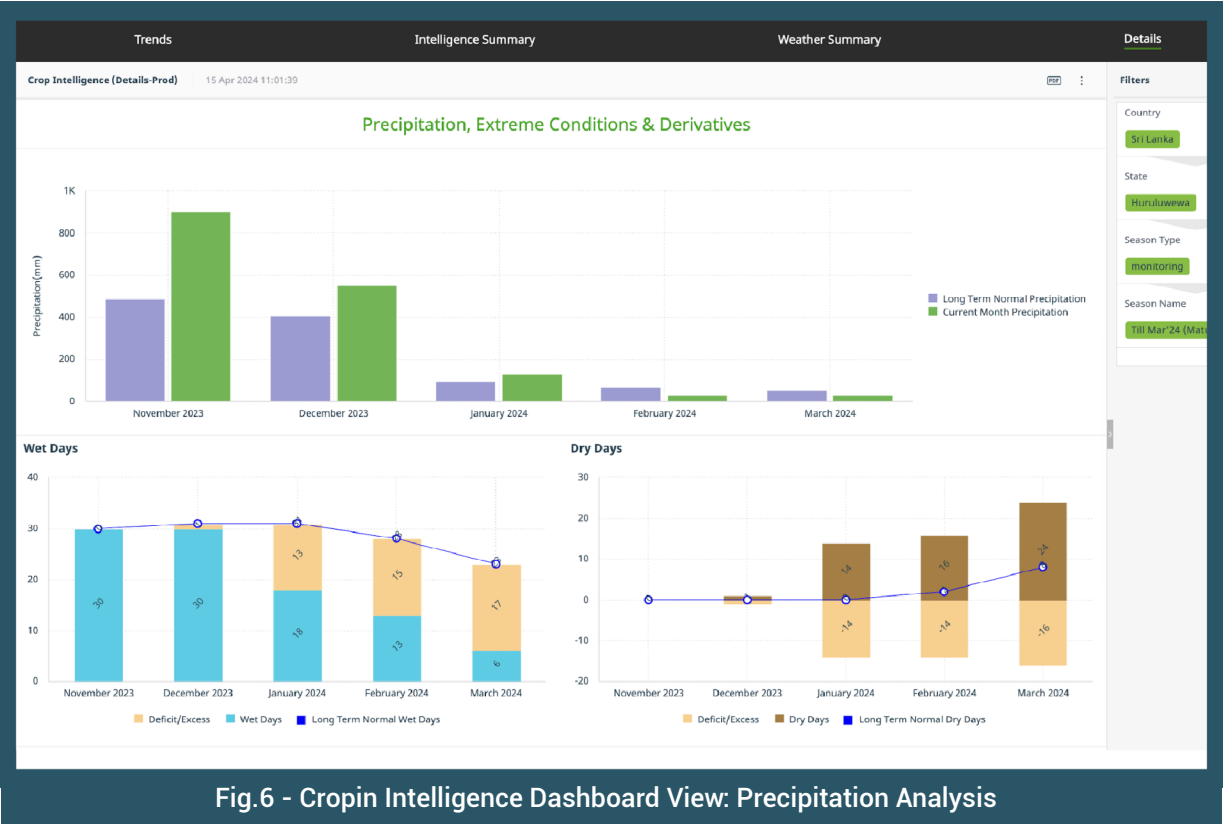 Trends Intelligence Summary Weather Summary Details
Crop Intelligence (Details-Prod) 15 Apr 2024 11:01:39 PDF Filters
Precipitation, Extreme Conditions & Derivatives
Country
Sri Lanka
State
Huruluwewa
Season Type
monitoring
Season Name
Till Mar'24 (Matu
Precipitation(mm)
1K
800
600
400
200
0
November 2023 December 2023 January 2024 February 2024 March 2024
Long Term Normal Precipitation
Current Month Precipitation
Wet Days
40
30
20
10
0
30 30 13 18 15 13 17 6
November 2023 December 2023 January 2024 February 2024 March 2024
Deficit/Excess Wet Days Long Term Normal Wet Days
Dry Days
30
20
10
0
-10
-20
14 -14 16 -14 24 -16
November 2023 December 2023 January 2024 February 2024 March 2024
Deficit/Excess Dry Days Long Term Normal Dry Days
Fig.6 - Cropin Intelligence Dashboard View: Precipitation Analysis